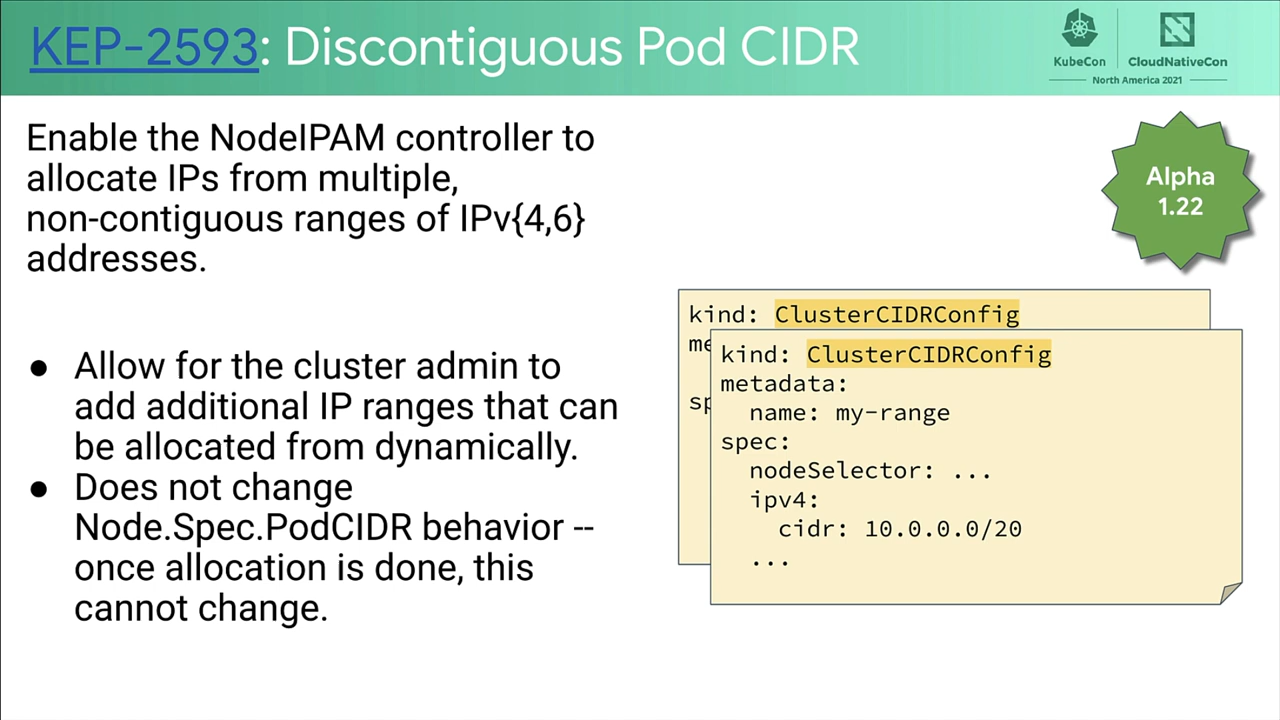 KEP-2593: Discontiguous Pod CIDR
KubeCon
CloudNativeCon
North America 2021
Enable the NodeIPAM controller to
allocate IPs from multiple,
non-contiguous ranges of IPv{4,6}
addresses.
Alpha
1.22
● Allow for the cluster admin to
add additional IP ranges that can
be allocated from dynamically.
● Does not change
Node.Spec.PodCIDR behavior --
once allocation is done, this
cannot change.
kind: ClusterCIDRConfig
me
sp
kind: ClusterCIDRConfig
metadata:
name: my-range
spec:
nodeSelector: ...
ipv4:
cidr: 10.0.0.0/20
...